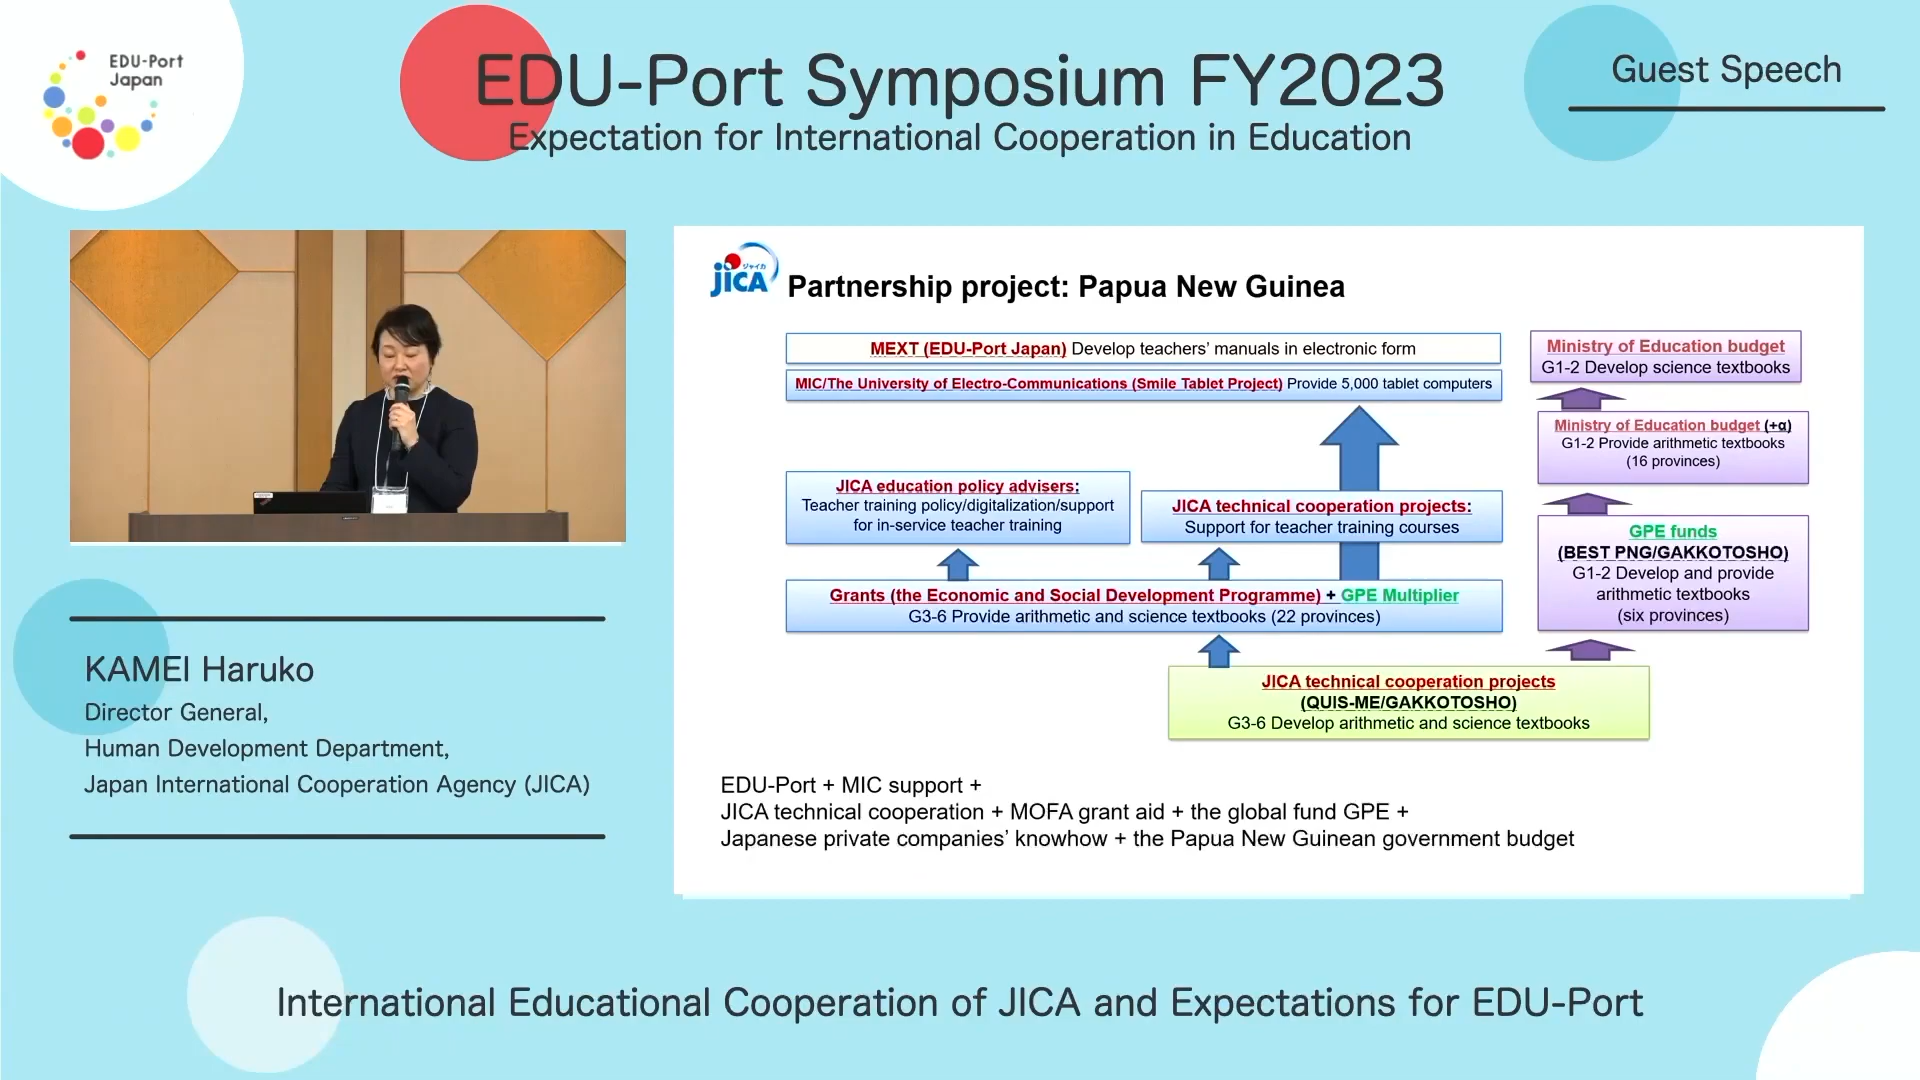 EDU-Port
Japan
EDU-Port Symposium FY2023
Expectation for International Cooperation in Education
Guest Speech
ジャイカ
JICA
Partnership project: Papua New Guinea
MEXT (EDU-Port Japan) Develop teachers’ manuals in electronic form
MIC/The University of Electro-Communications (Smile Tablet Project) Provide 5,000 tablet computers
JICA education policy advisers:
Teacher training policy/digitalization/support
for in-service teacher training
JICA technical cooperation projects:
Support for teacher training courses
Grants (the Economic and Social Development Programme) + GPE Multiplier
G3-6 Provide arithmetic and science textbooks (22 provinces)
JICA technical cooperation projects
(QUIS-ME/GAKKOTOSHO)
G3-6 Develop arithmetic and science textbooks
Ministry of Education budget
G1-2 Develop science textbooks
Ministry of Education budget (+α)
G1-2 Provide arithmetic textbooks
(16 provinces)
GPE funds
(BEST PNG/GAKKOTOSHO)
G1-2 Develop and provide
arithmetic textbooks
(six provinces)
EDU-Port + MIC support +
JICA technical cooperation + MOFA grant aid + the global fund GPE +
Japanese private companies’ knowhow + the Papua New Guinean government budget
KAMEI Haruko
Director General,
Human Development Department,
Japan International Cooperation Agency (JICA)
International Educational Cooperation of JICA and Expectations for EDU-Port